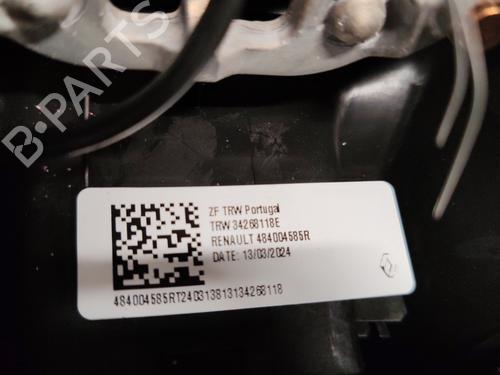 B-PARTS
ZF TRW Portugal
TRW 34268118E
RENAULT 484004585R
DATE: 13/03/2024
484004585RT240313813134268118